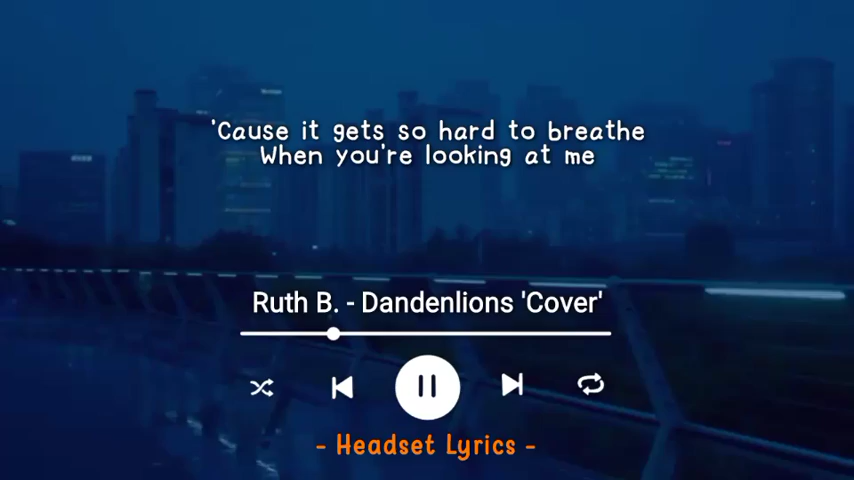 'Cause it gets so hard to breathe
When you're looking at me
Ruth B. - Dandenlions 'Cover'
- Headset Lyrics -